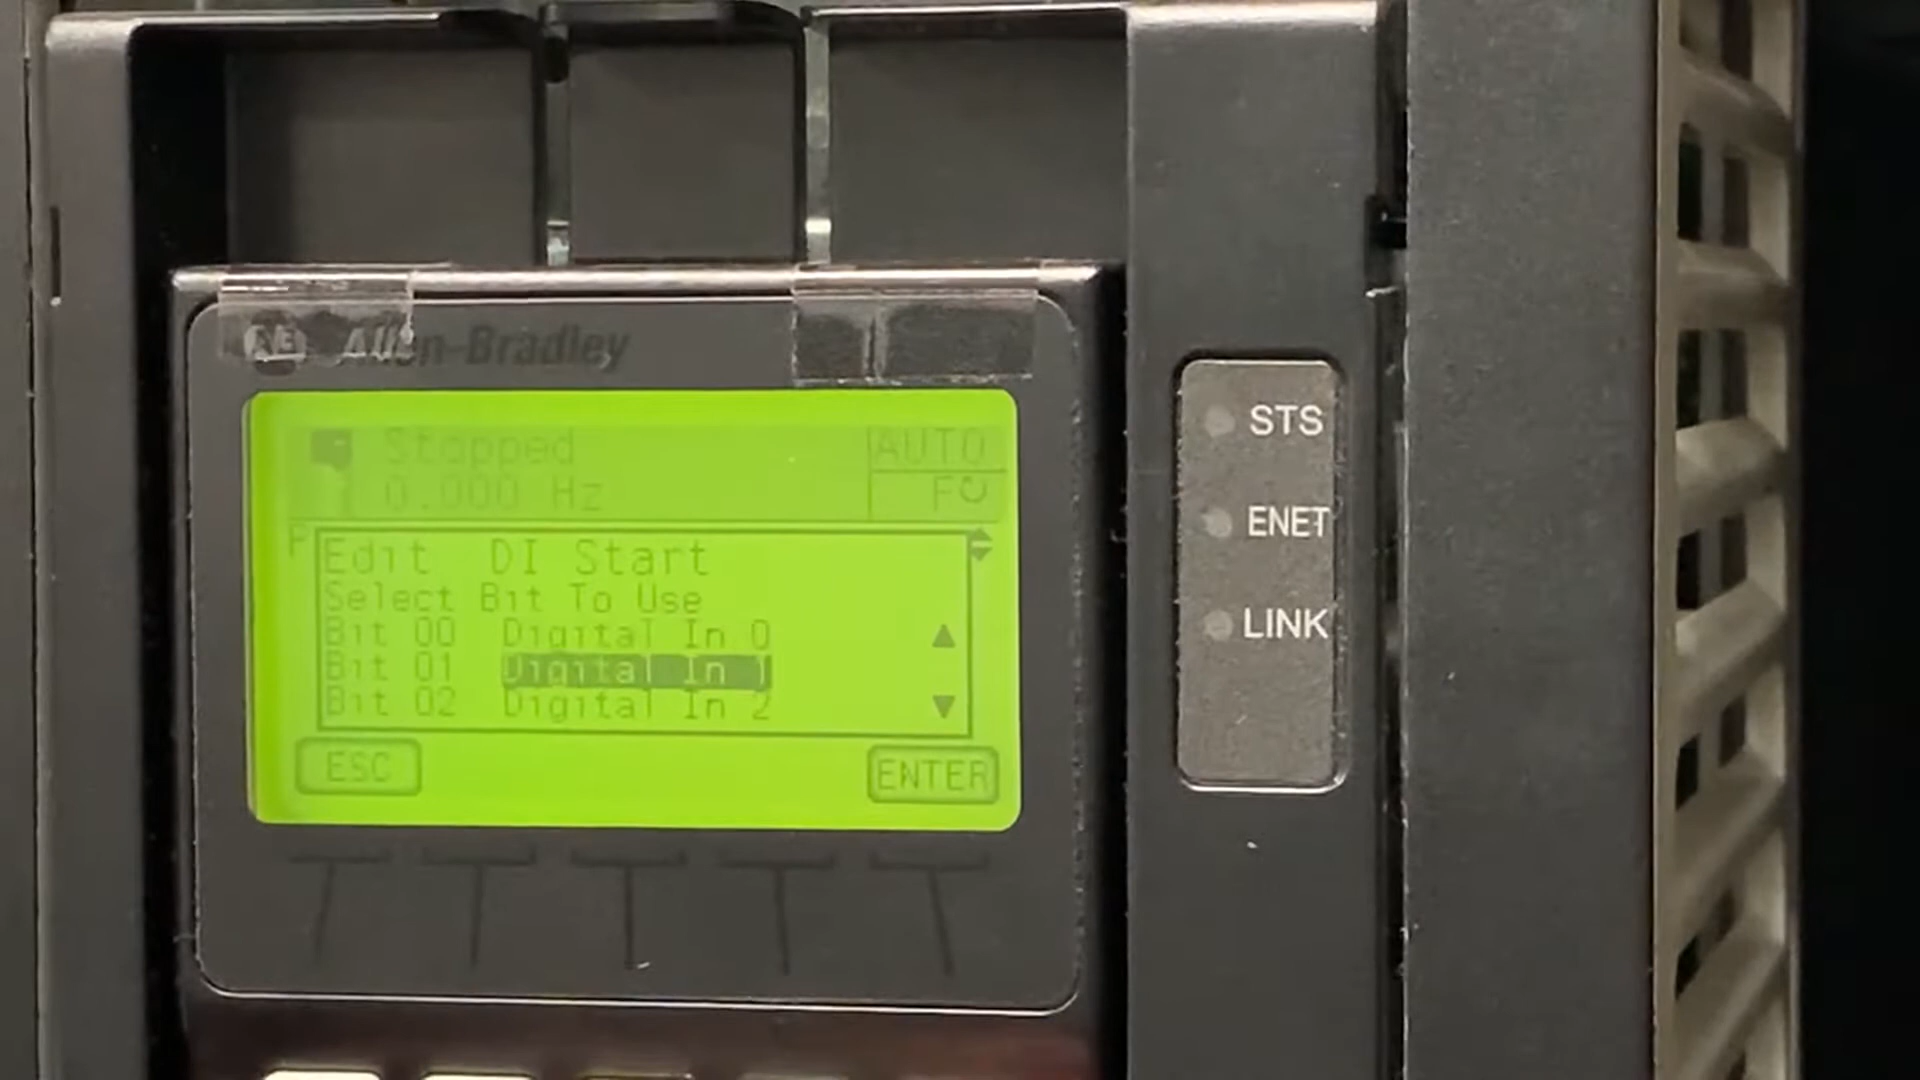 Allen-Bradley
Stopped
AUTO
0.000 Hz
F
P
Edit DI Start
Select Bit To Use
Bit 00 Digital In 0
Bit 01 Digital In 1
Bit 02 Digital In 2
ESC
ENTER
STS
ENET
LINK